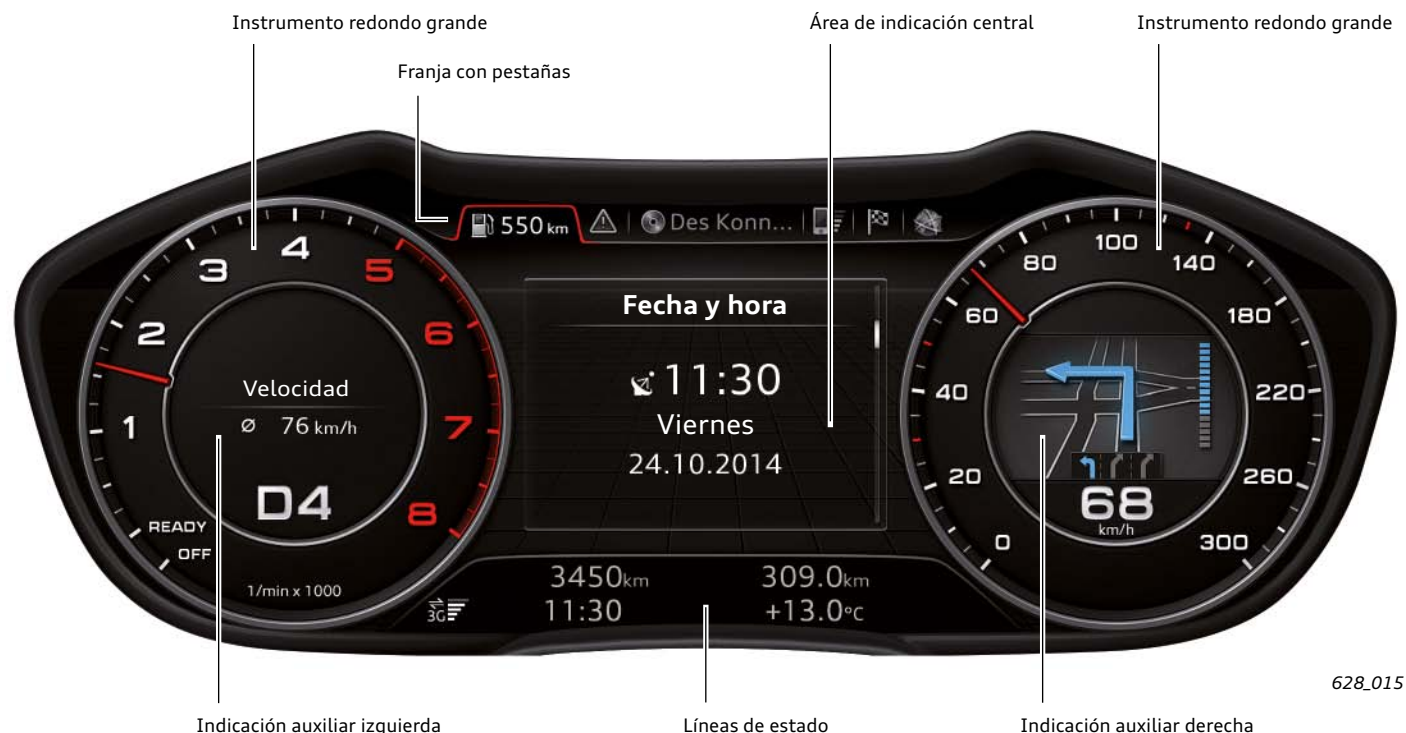 Instrumento redondo grande
Área de indicación central
Instrumento redondo grande
Franja con pestañas
550 km
Des Konn...
1
2
3
4
5
6
7
8
READY
OFF
1/min x 1000
Velocidad
ø 76 km/h
D4
Fecha y hora
11:30
Viernes
24.10.2014
0
20
40
60
80
100
140
180
220
260
300
68
km/h
3450km 309.0km
3G 11:30 +13.0°C
628_015
Indicación auxiliar izquierda
Líneas de estado
Indicación auxiliar derecha